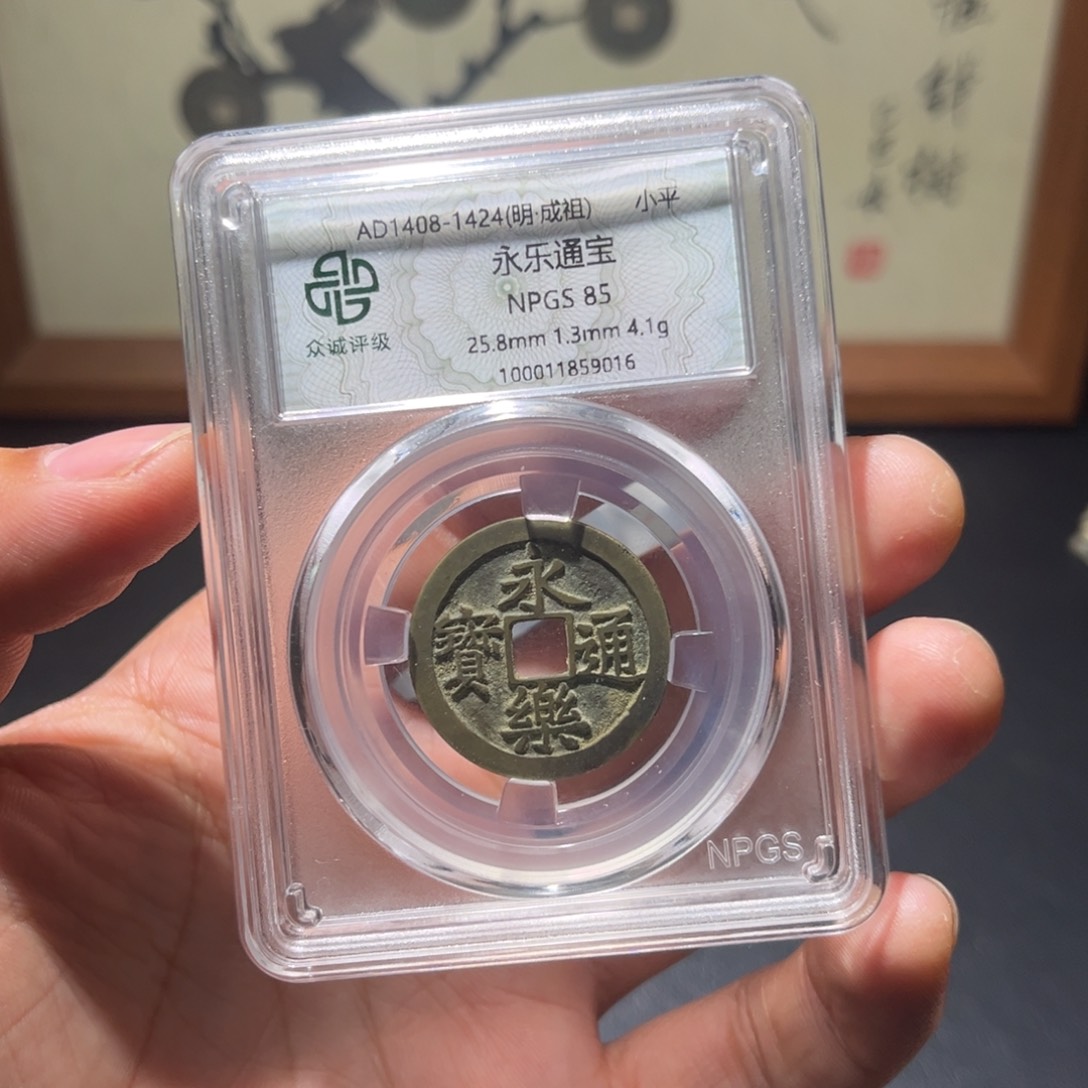 AD1408-1424(明·成祖) 小平
永乐通宝
NPGS 85
25.8mm 1.3mm 4.1g
100011859016
众诚评级
永樂通寶
NPGS